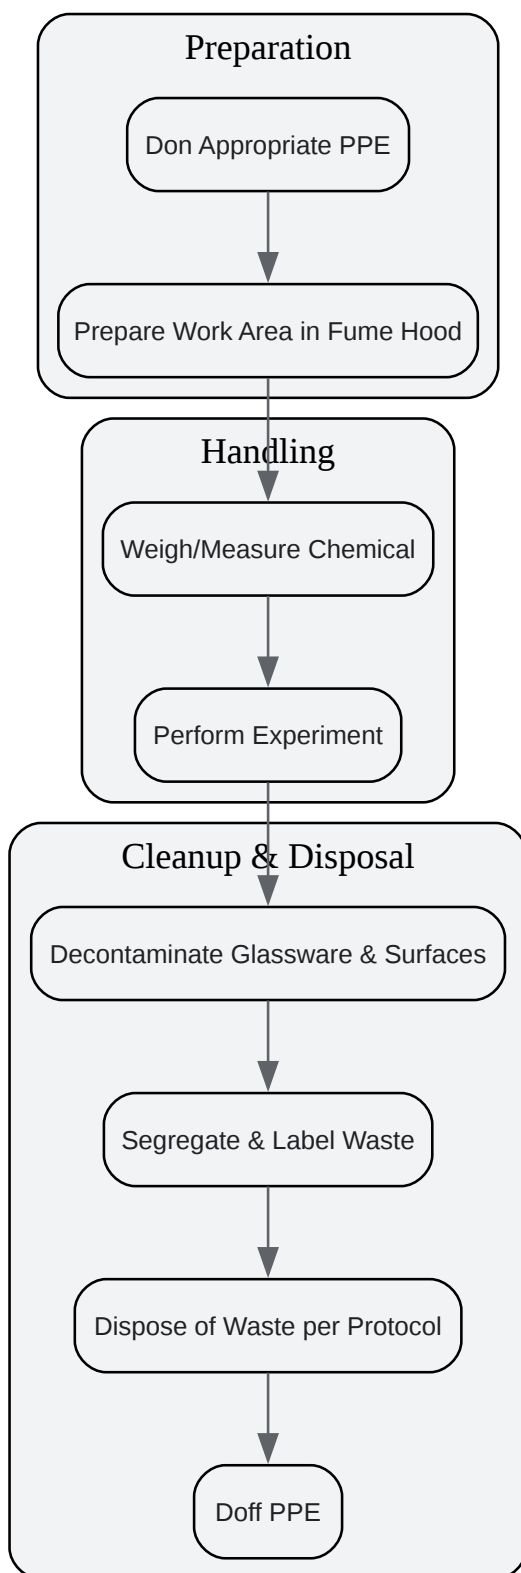 Preparation
Don Appropriate PPE
Prepare Work Area in Fume Hood
Handling
Weigh/Measure Chemical
Perform Experiment
Cleanup & Disposal
Decontaminate Glassware & Surfaces
Segregate & Label Waste
Dispose of Waste per Protocol
Doff PPE